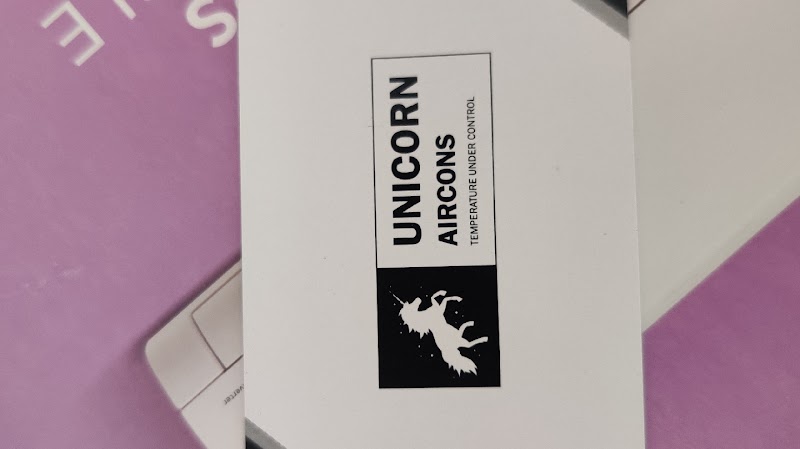 UNICORN
AIRCONS
TEMPERATURE UNDER CONTROL